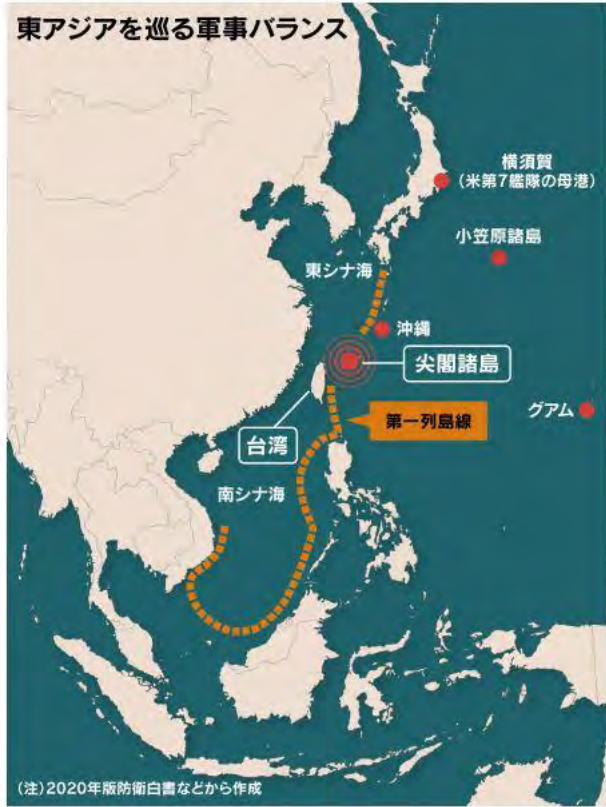 東アジアを巡る軍事バランス
横須賀
(米第7艦隊の母港)
小笠原諸島
東シナ海
沖縄
尖閣諸島
グアム
第一列島線
台湾
南シナ海
(注)2020年版防衛白書などから作成